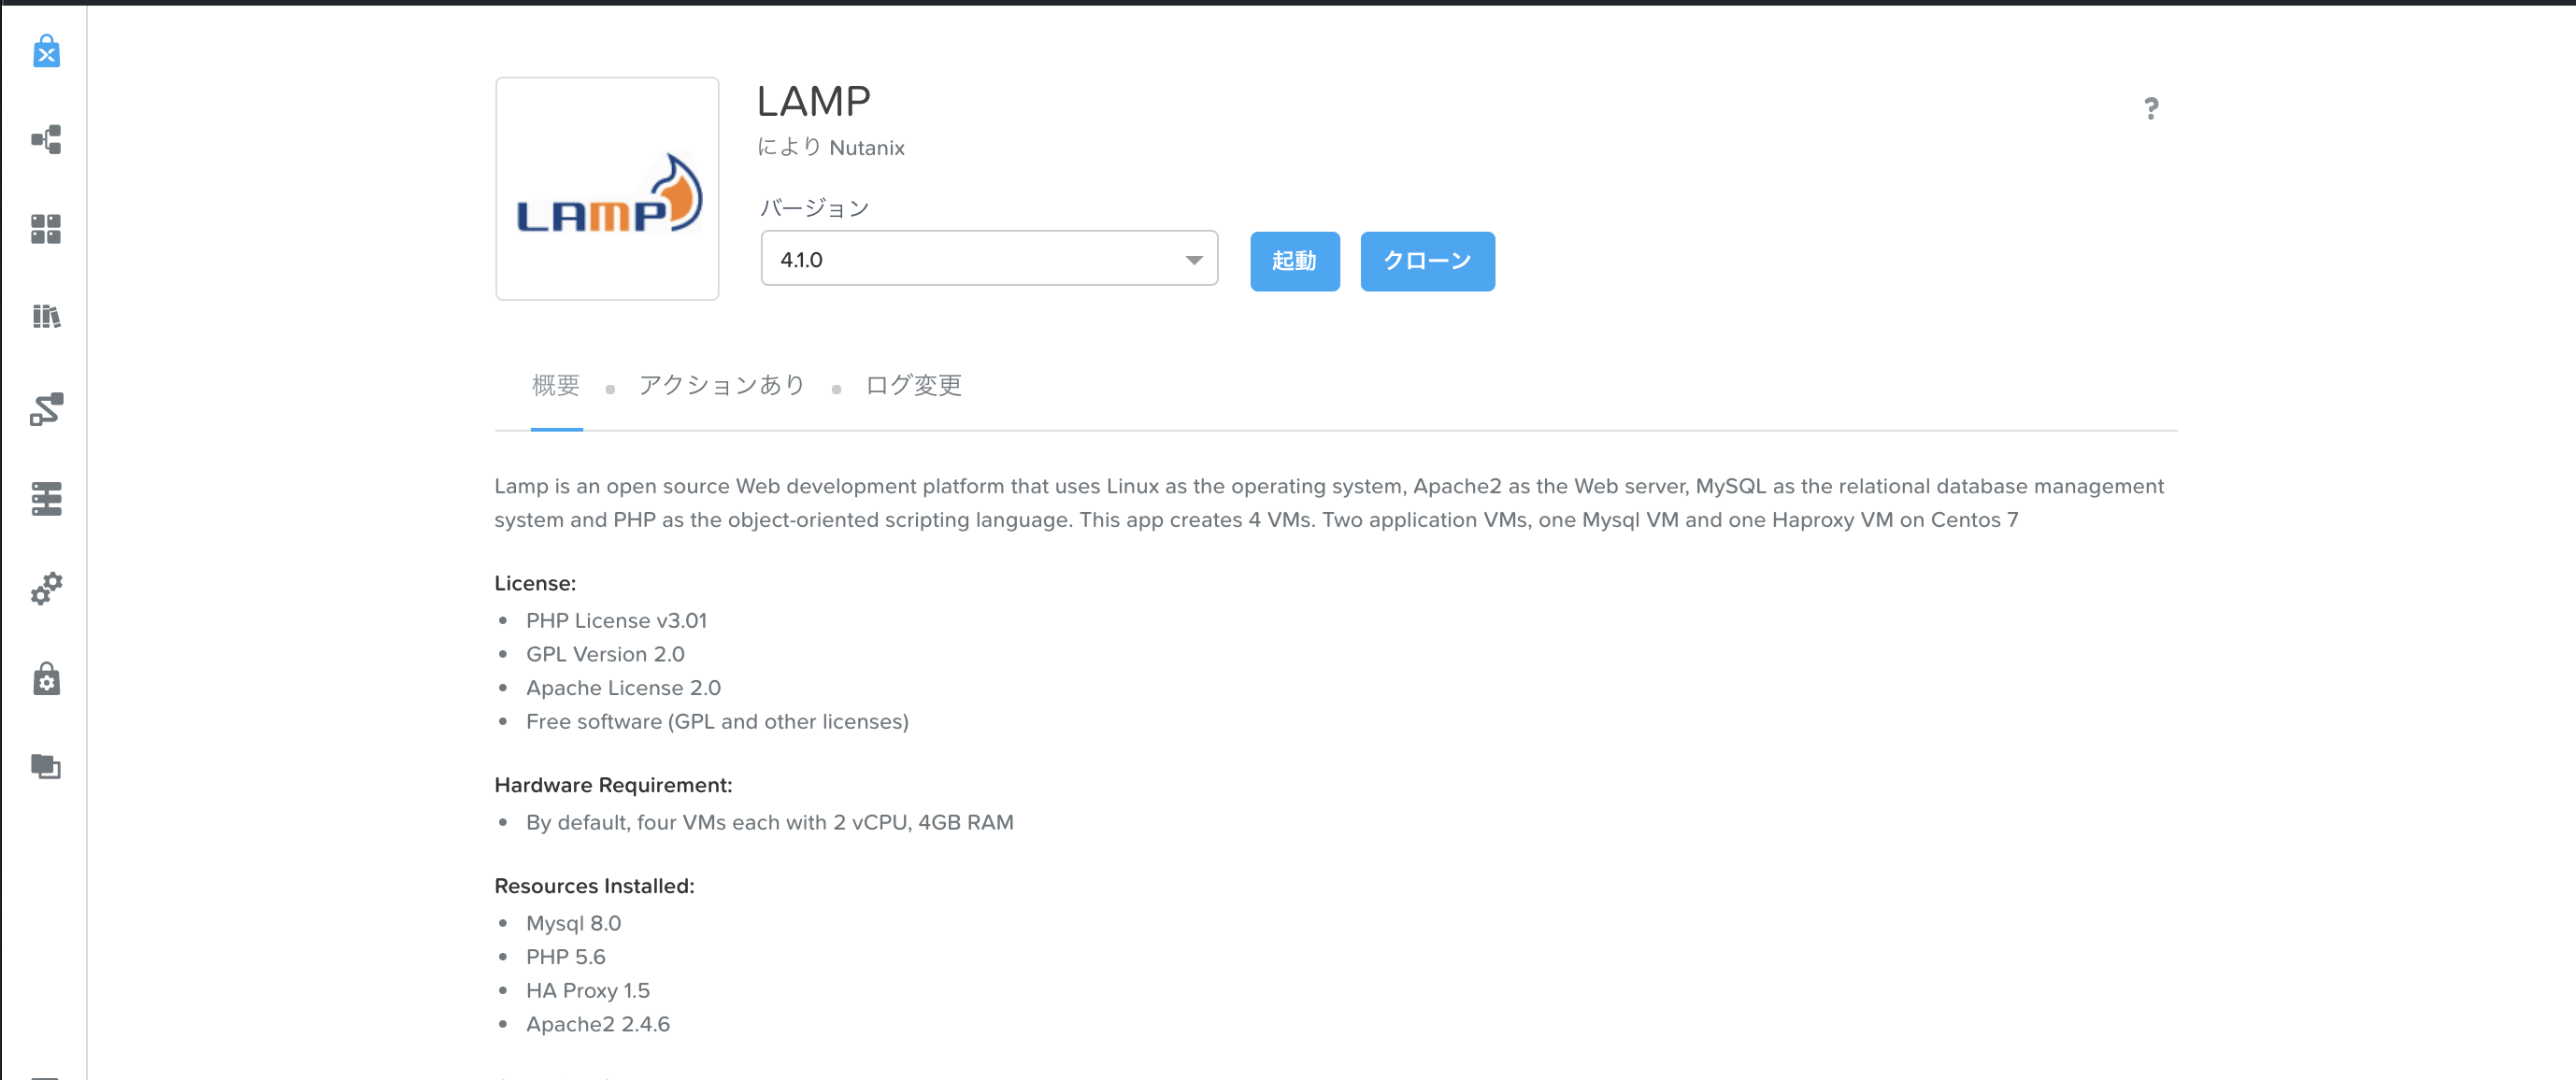 LAMP
LAMP
により Nutanix
?
バージョン
4.1.0
起動
クローン
概要
アクションあり
ログ変更
Lamp is an open source Web development platform that uses Linux as the operating system, Apache2 as the Web server, MySQL as the relational database management
system and PHP as the object-oriented scripting language. This app creates 4 VMs. Two application VMs, one Mysql VM and one Haproxy VM on Centos 7
License:
PHP License v3.01
GPL Version 2.0
Apache License 2.0
Free software (GPL and other licenses)
Hardware Requirement:
By default, four VMs each with 2 vCPU, 4GB RAM
Resources Installed:
Mysql 8.0
PHP 5.6
HA Proxy 1.5
Apache2 2.4.6